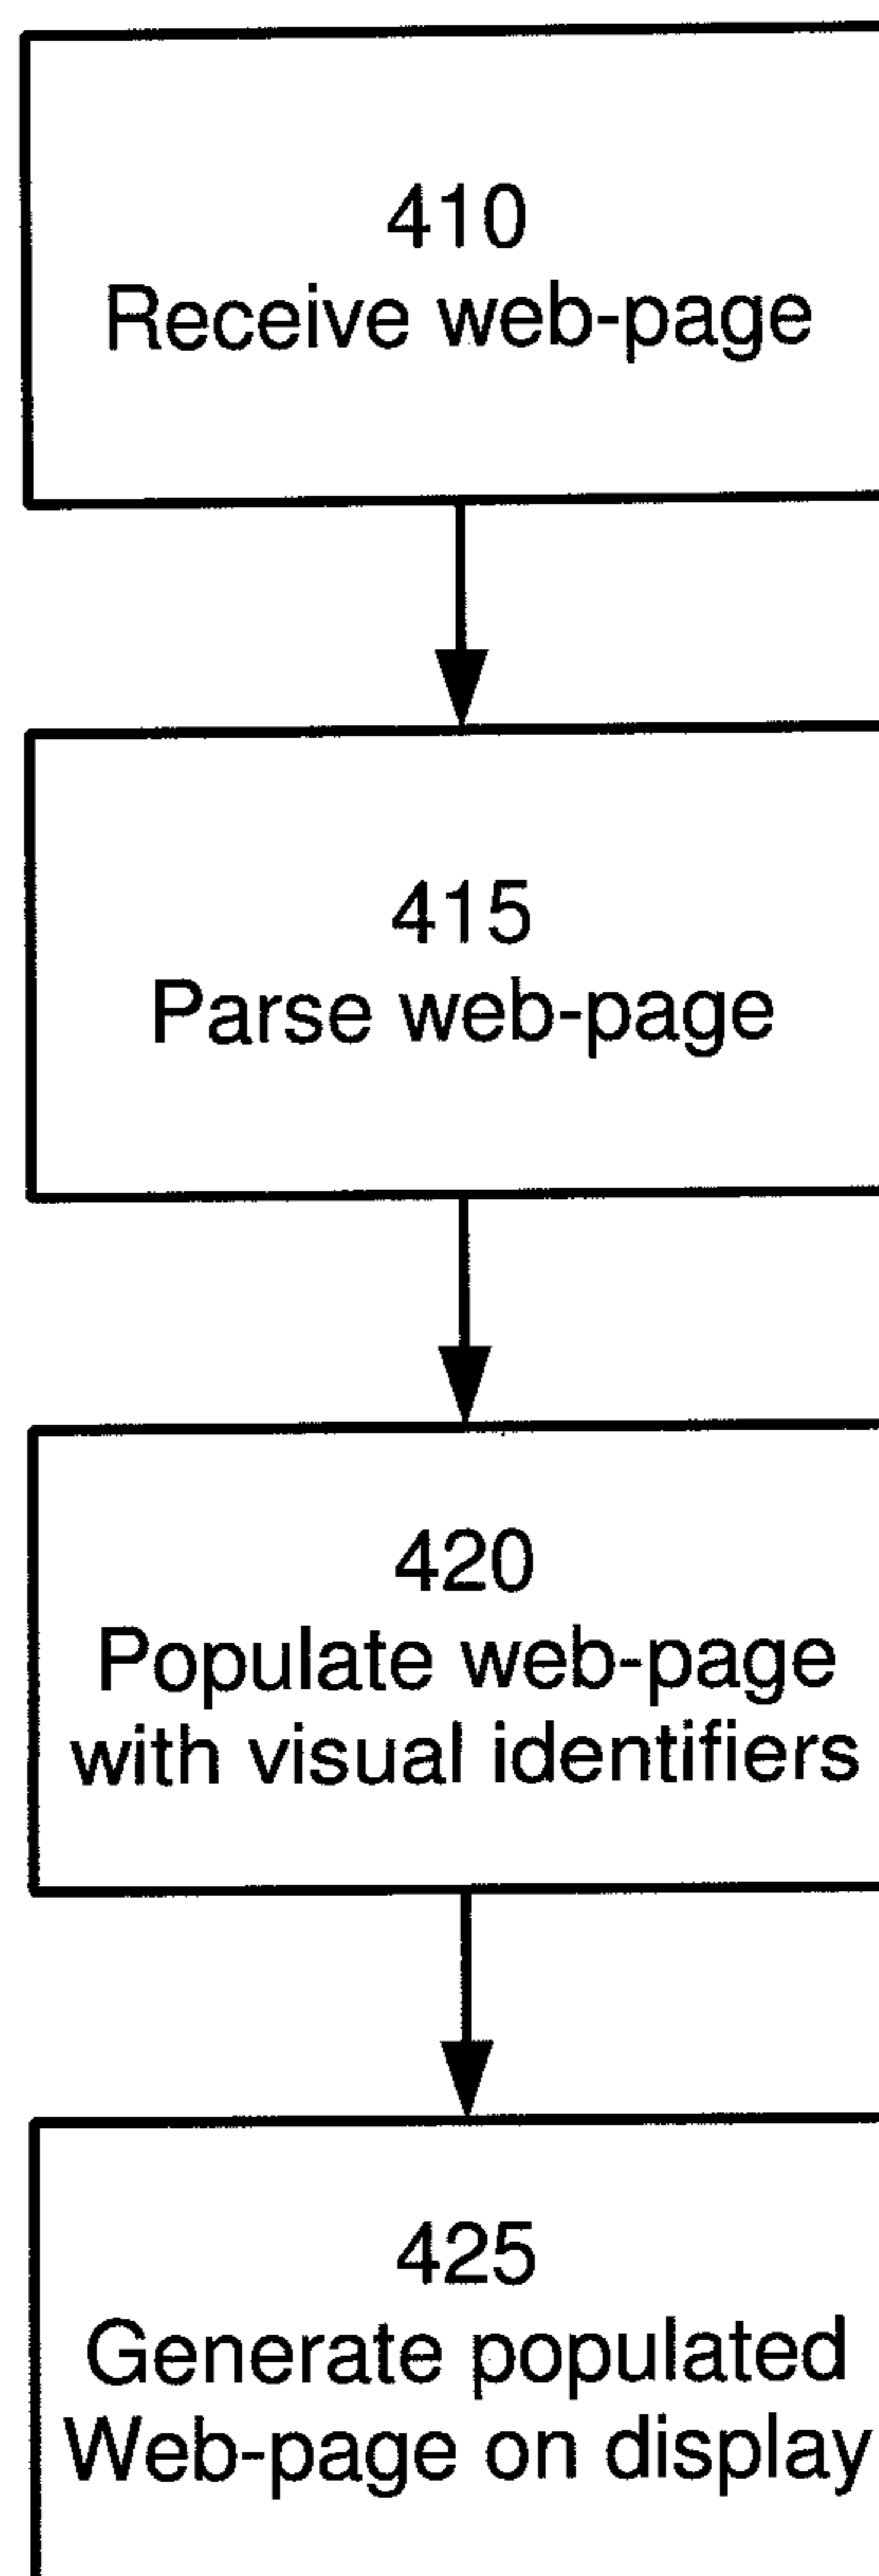 410
Receive web-page
415
Parse web-page
420
Populate web-page
with visual identifiers
425
Generate populated
Web-page on display